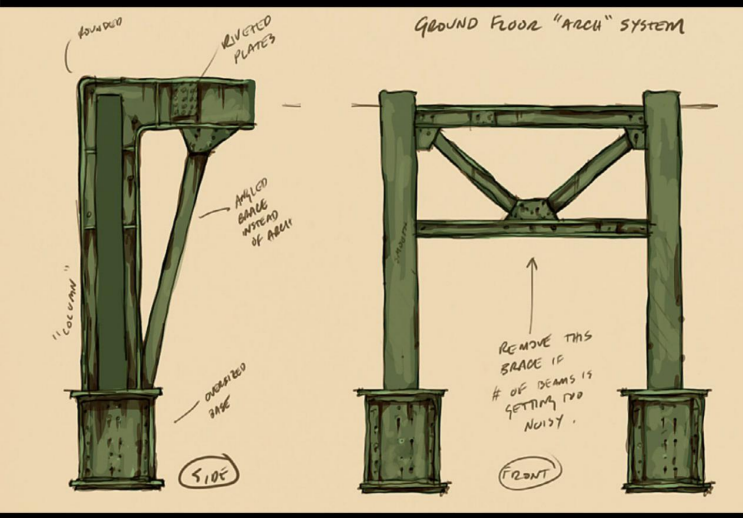 GROUND FLOOR "ARCH" SYSTEM
ROUNDED
RIVETED
PLATES
ANGLED
BRACE
INSTEAD
OF ARCH
"COLUMN"
OVERSIZED
BASE
SIDE
SMOOTH
REMOVE THIS
BRACE IF
# OF BEAMS IS
GETTING TOO
NOISY.
FRONT